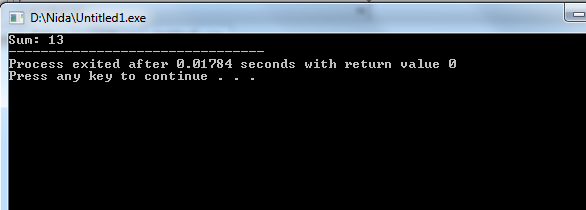 D:\Nida\Untitled1.exe
Sum: 13
--------------------------------
Process exited after 0.01784 seconds with return value 0
Press any key to continue . . .